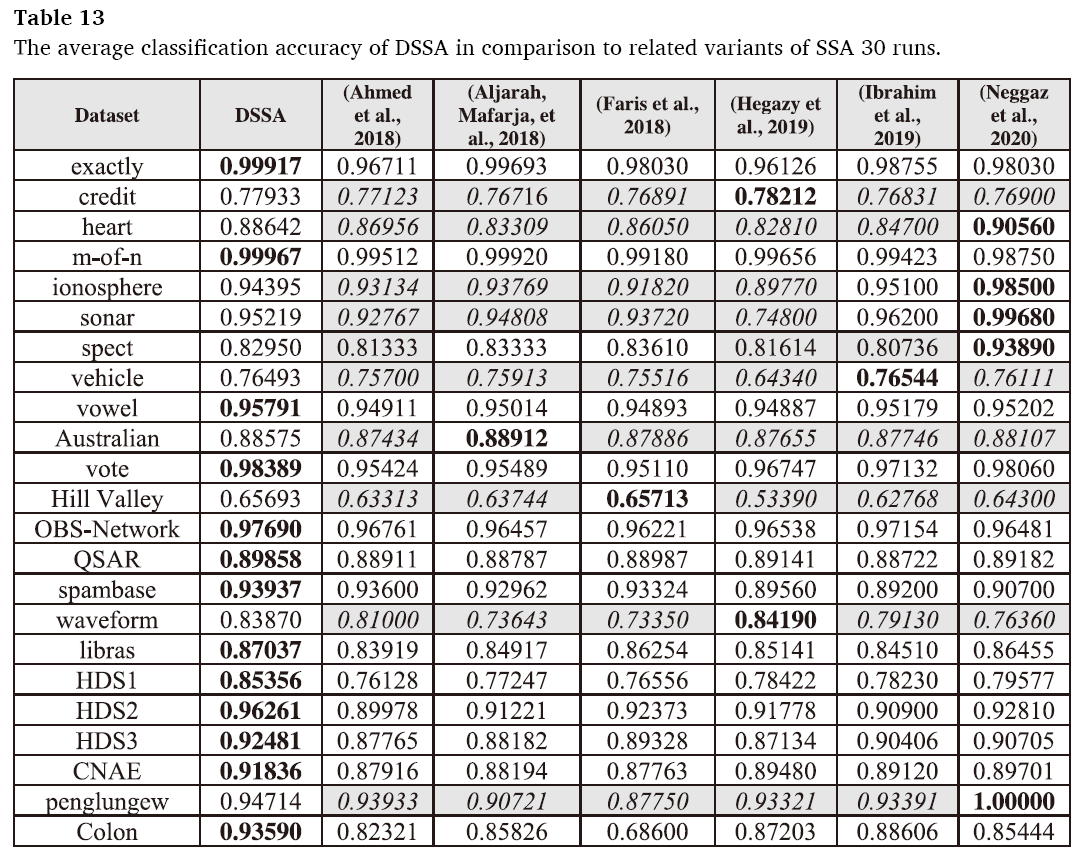 Table 13
The average classification accuracy of DSSA in comparison to related variants of SSA 30 runs.
Dataset DSSA (Ahmed et al., 2018) (Aljarah, Mafarja, et al., 2018) (Faris et al., 2018) (Hegazy et al., 2019) (Ibrahim et al., 2019) (Neggaz et al., 2020)
exactly 0.99917 0.96711 0.99693 0.98030 0.96126 0.98755 0.98030
credit 0.77933 0.77123 0.76716 0.76891 0.78212 0.76831 0.76900
heart 0.88642 0.86956 0.83309 0.86050 0.82810 0.84700 0.90560
m-of-n 0.99967 0.99512 0.99920 0.99180 0.99656 0.99423 0.98750
ionosphere 0.94395 0.93134 0.93769 0.91820 0.89770 0.95100 0.98500
sonar 0.95219 0.92767 0.94808 0.93720 0.74800 0.96200 0.99680
spect 0.82950 0.81333 0.83333 0.83610 0.81614 0.80736 0.93890
vehicle 0.76493 0.75700 0.75913 0.75516 0.64340 0.76544 0.76111
vowel 0.95791 0.94911 0.95014 0.94893 0.94887 0.95179 0.95202
Australian 0.88575 0.87434 0.88912 0.87886 0.87655 0.87746 0.88107
vote 0.98389 0.95424 0.95489 0.95110 0.96747 0.97132 0.98060
Hill Valley 0.65693 0.63313 0.63744 0.65713 0.53390 0.62768 0.64300
OBS-Network 0.97690 0.96761 0.96457 0.96221 0.96538 0.97154 0.96481
QSAR 0.89858 0.88911 0.88787 0.88987 0.89141 0.88722 0.89182
spambase 0.93937 0.93600 0.92962 0.93324 0.89560 0.89200 0.90700
waveform 0.83870 0.81000 0.73643 0.73350 0.84190 0.79130 0.76360
libras 0.87037 0.83919 0.84917 0.86254 0.85141 0.84510 0.86455
HDS1 0.85356 0.76128 0.77247 0.76556 0.78422 0.78230 0.79577
HDS2 0.96261 0.89978 0.91221 0.92373 0.91778 0.90900 0.92810
HDS3 0.92481 0.87765 0.88182 0.89328 0.87134 0.90406 0.90705
CNAE 0.91836 0.87916 0.88194 0.87763 0.89480 0.89120 0.89701
penglungew 0.94714 0.93933 0.90721 0.87750 0.93321 0.93391 1.00000
Colon 0.93590 0.82321 0.85826 0.68600 0.87203 0.88606 0.85444